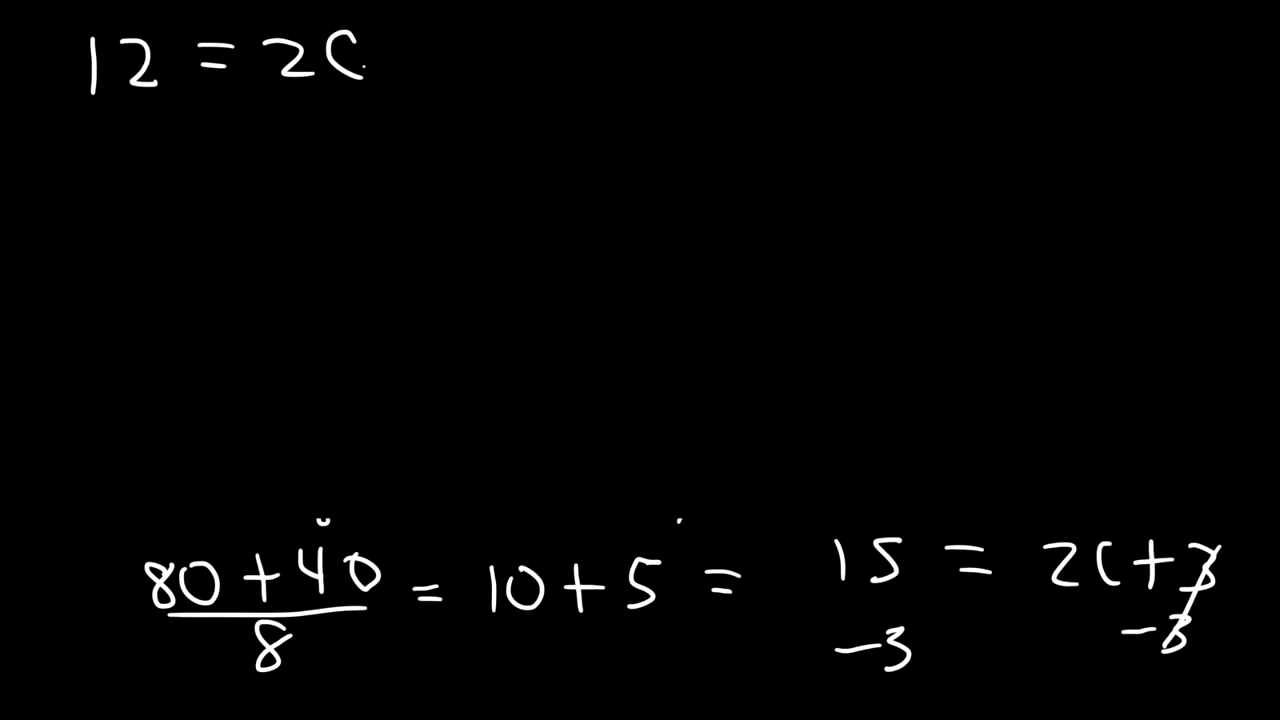 12 = 2C
80 + 40 / 8 = 10 + 5 = 15 = 2C + 3
-3 -3